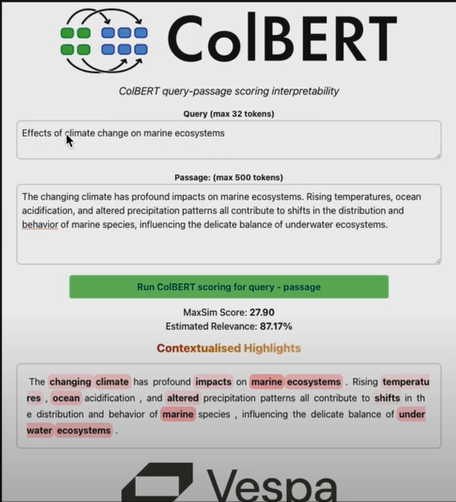 ColBERT
ColBERT query-passage scoring interpretability
Query (max 32 tokens)
Effects of climate change on marine ecosystems
Passage: (max 500 tokens)
The changing climate has profound impacts on marine ecosystems. Rising temperatures, ocean
acidification, and altered precipitation patterns all contribute to shifts in the distribution and
behavior of marine species, influencing the delicate balance of underwater ecosystems.
Run ColBERT scoring for query - passage
MaxSim Score: 27.90
Estimated Relevance: 87.17%
Contextualised Highlights
The changing climate has profound impacts on marine ecosystems . Rising temperatu
res , ocean acidification , and altered precipitation patterns all contribute to shifts in th
e distribution and behavior of marine species , influencing the delicate balance of under
water ecosystems .
Vespa